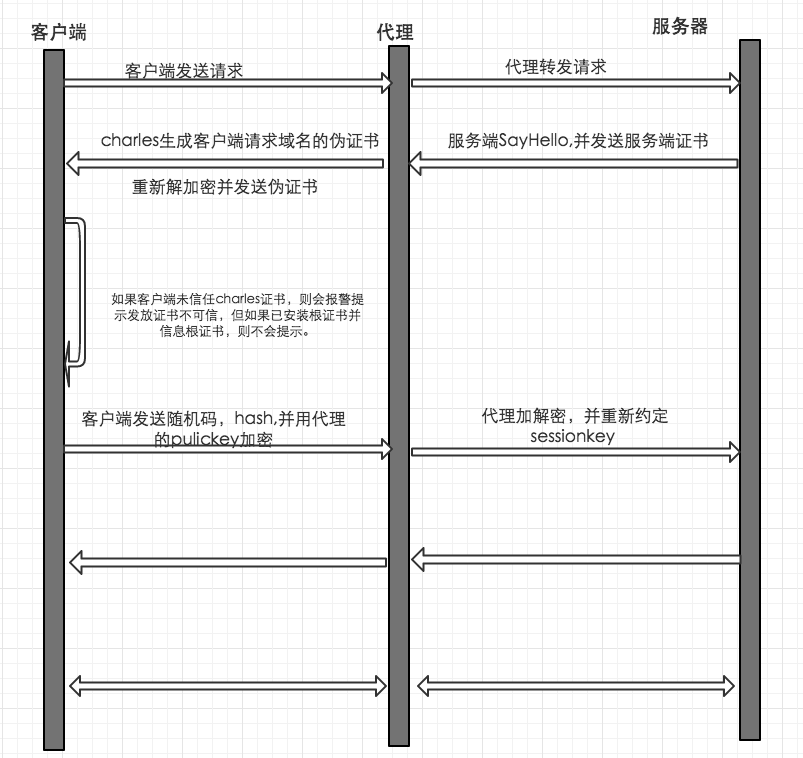 客户端
代理
服务器
客户端发送请求
代理转发请求
charles生成客户端请求域名的伪证书
服务端SayHello,并发送服务端证书
重新解加密并发送伪证书
如果客户端未信任charles证书，则会报警提
示发放证书不可信，但如果已安装根证书并
信息根证书，则不会提示。
客户端发送随机码，hash,并用代理
的pulickey加密
代理加解密，并重新约定
sessionkey